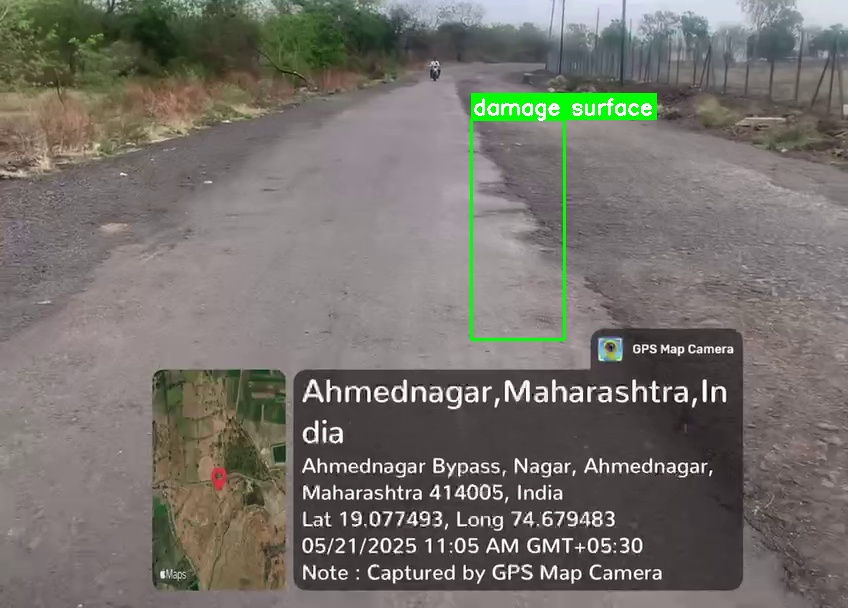 damage surface
GPS Map Camera
Ahmednagar,Maharashtra,In
dia
Ahmednagar Bypass, Nagar, Ahmednagar,
Maharashtra 414005, India
Lat 19.077493, Long 74.679483
05/21/2025 11:05 AM GMT+05:30
Note : Captured by GPS Map Camera
Maps